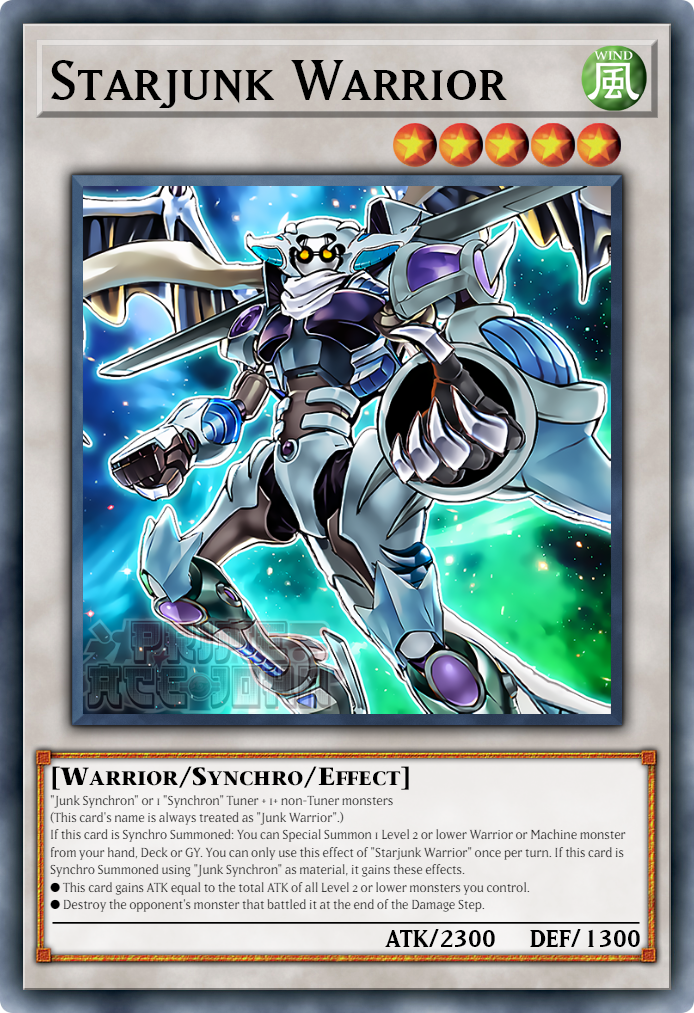 Starjunk Warrior
WIND
風
[Warrior/Synchro/Effect]
"Junk Synchron" or 1 "Synchron" Tuner + 1+ non-Tuner monsters
(This card's name is always treated as "Junk Warrior".)
If this card is Synchro Summoned: You can Special Summon 1 Level 2 or lower Warrior or Machine monster
from your hand, Deck or GY. You can only use this effect of "Starjunk Warrior" once per turn. If this card is
Synchro Summoned using "Junk Synchron" as material, it gains these effects.
● This card gains ATK equal to the total ATK of all Level 2 or lower monsters you control.
● Destroy the opponent's monster that battled it at the end of the Damage Step.
ATK/2300 DEF/1300